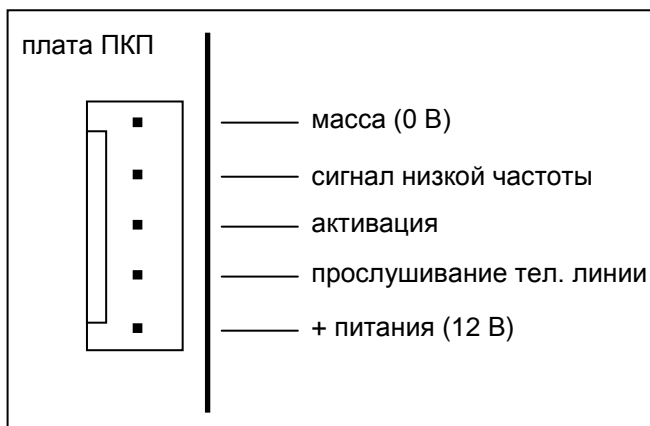 плата ПКП
масса (0 В)
сигнал низкой частоты
активация
прослушивание тел. линии
+ питания (12 В)